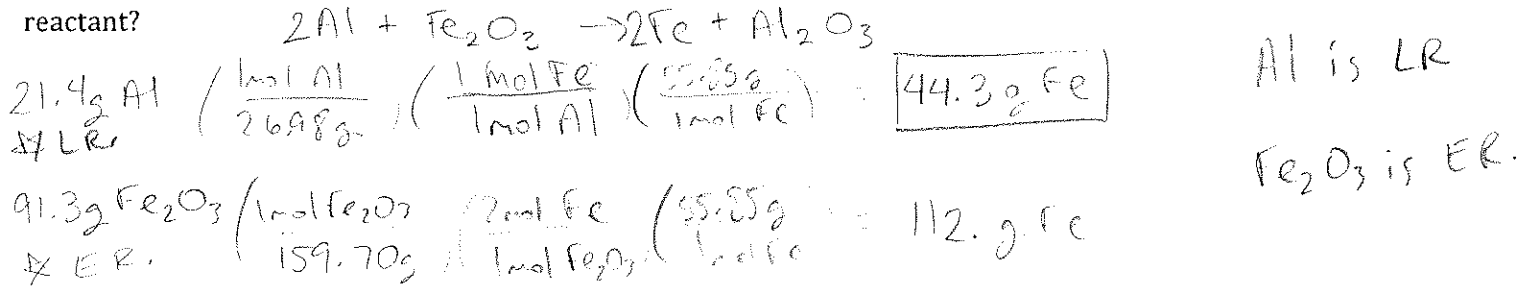 reactant?
2Al + Fe₂O₃ → 2Fe + Al₂O₃
21.4g Al (1mol Al / 26.98g) (1 mol Fe / 1mol Al) (55.85g / 1mol Fe) = 44.3g Fe
* LR
Al is LR
Fe₂O₃ is ER.
91.3g Fe₂O₃ (1mol Fe₂O₃ / 159.70g) (2mol Fe / 1mol Fe₂O₃) (55.85g / 1mol Fe) = 112. g Fe
* ER.